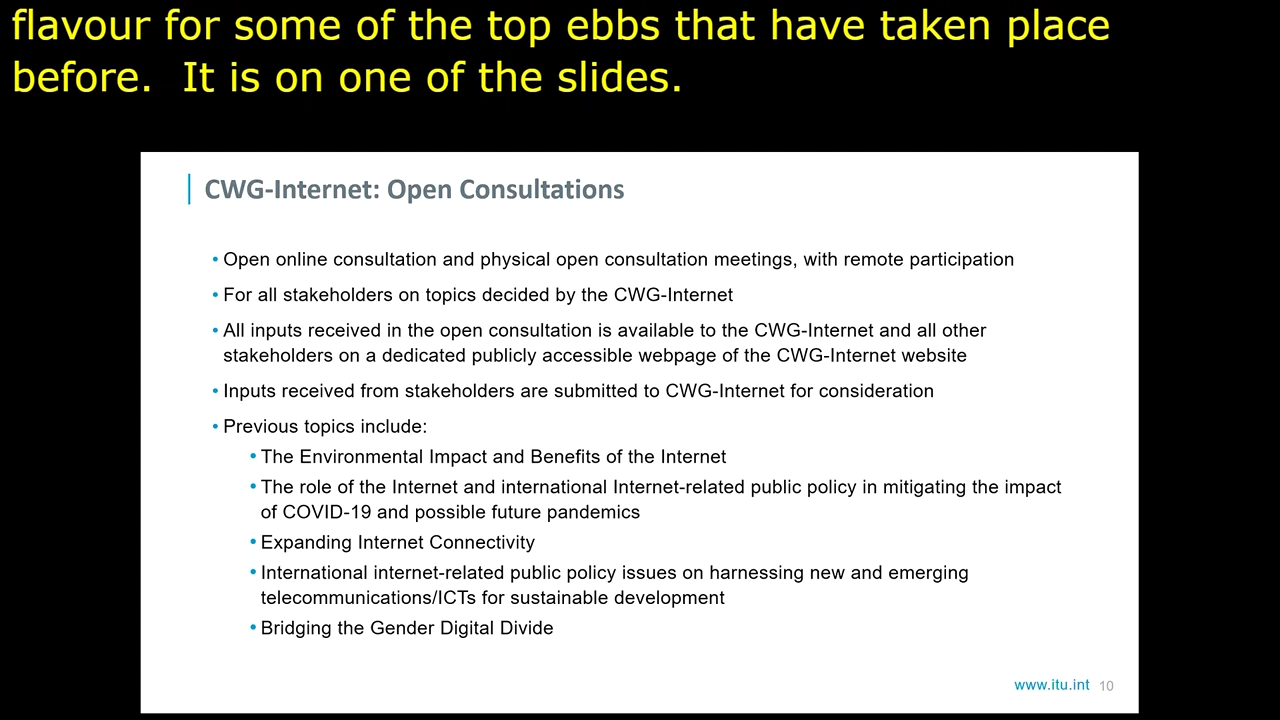 flavour for some of the top ebbs that have taken place
before.  It is on one of the slides.
CWG-Internet: Open Consultations
• Open online consultation and physical open consultation meetings, with remote participation
• For all stakeholders on topics decided by the CWG-Internet
• All inputs received in the open consultation is available to the CWG-Internet and all other
stakeholders on a dedicated publicly accessible webpage of the CWG-Internet website
• Inputs received from stakeholders are submitted to CWG-Internet for consideration
• Previous topics include:
• The Environmental Impact and Benefits of the Internet
• The role of the Internet and international Internet-related public policy in mitigating the impact
of COVID-19 and possible future pandemics
• Expanding Internet Connectivity
• International internet-related public policy issues on harnessing new and emerging
telecommunications/ICTs for sustainable development
• Bridging the Gender Digital Divide
www.itu.int 10